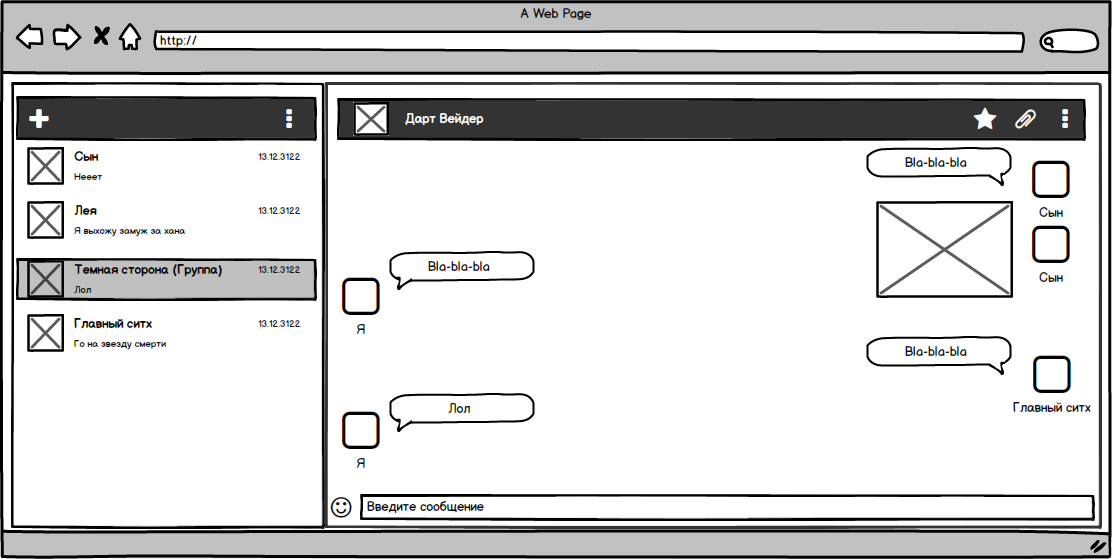 A Web Page
http://
Сын
13.12.3122
Нееет
Лея
13.12.3122
Я выхожу замуж за хана
Темная сторона (Группа)
13.12.3122
Лол
Главный ситх
13.12.3122
Го на звезду смерти
Дарт Вейдер
Bla-bla-bla
Сын
Сын
Bla-bla-bla
Я
Bla-bla-bla
Главный ситх
Лол
Я
Введите сообщение